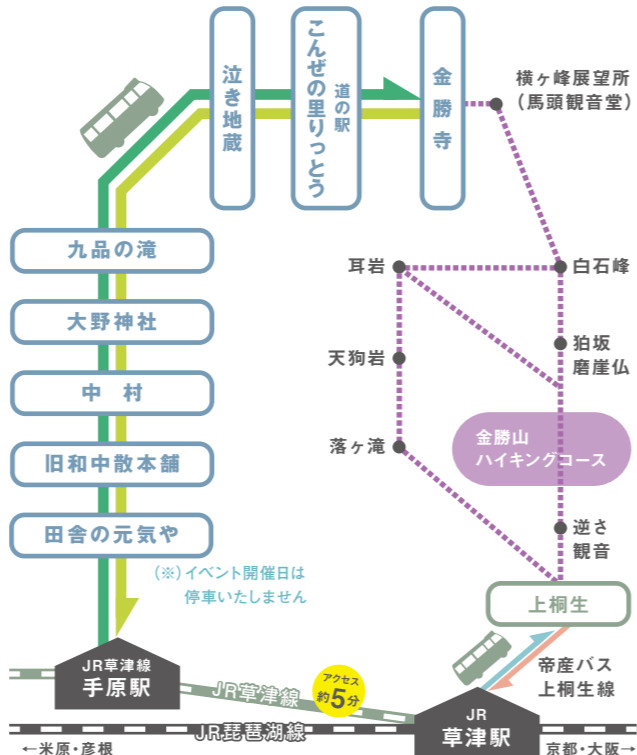 泣き地蔵
道の駅
こんぜの里りっとう
金勝寺
横ヶ峰展望所
（馬頭観音堂）
九品の滝
大野神社
中　村
旧和中散本舗
田舎の元気や
（※）イベント開催日は
停車いたしません
耳岩
白石峰
天狗岩
狛坂
磨崖仏
落ヶ滝
金勝山
ハイキングコース
逆さ
観音
上桐生
帝産バス
上桐生線
JR草津線
手原駅
JR草津線
アクセス
約5分
JR琵琶湖線
JR
草津駅
←米原・彦根
京都・大阪→